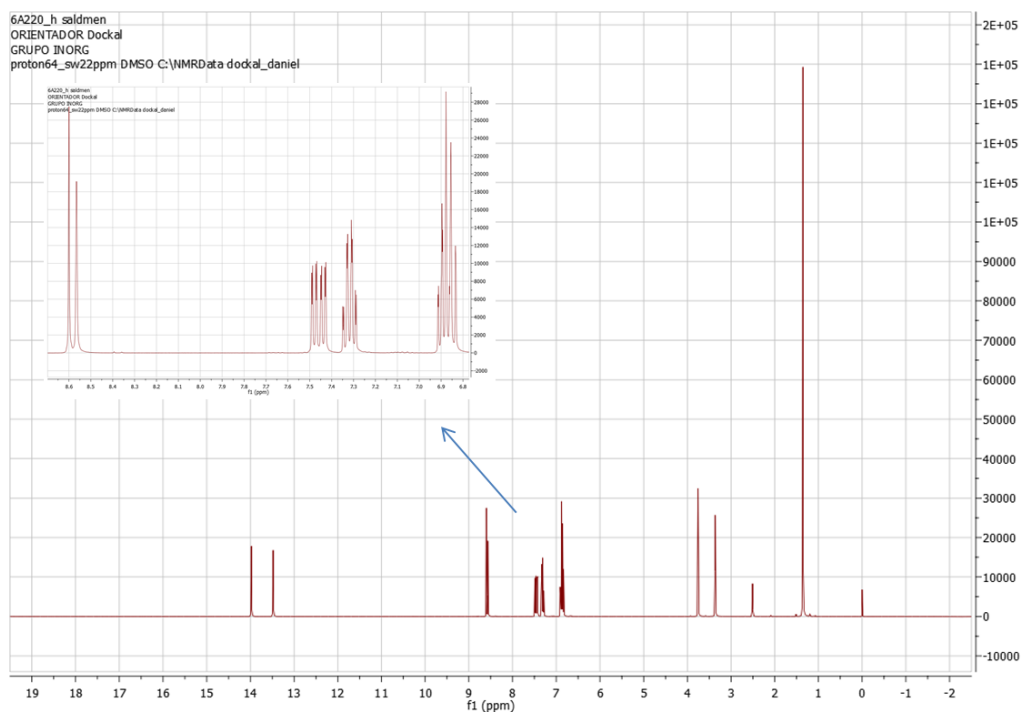 6A220_h saldmen
ORIENTADOR Dockal
GRUPO INORG
proton64_sw22ppm DMSO C:\NMRData dockal_daniel
6A220_h saldmen
ORIENTADOR Dockal
GRUPO INORG
proton64_sw22ppm DMSO C:\NMRData dockal_daniel
28000
26000
24000
22000
20000
18000
16000
14000
12000
10000
8000
6000
4000
2000
0
-2000
8.6 8.5 8.4 8.3 8.2 8.1 8.0 7.9 7.8 7.7 7.6 7.5 7.4 7.3 7.2 7.1 7.0 6.9 6.8
f1 (ppm)
2E+05
1E+05
1E+05
1E+05
1E+05
1E+05
90000
80000
70000
60000
50000
40000
30000
20000
10000
0
-10000
19 18 17 16 15 14 13 12 11 10 9 8 7 6 5 4 3 2 1 0 -1 -2
f1 (ppm)